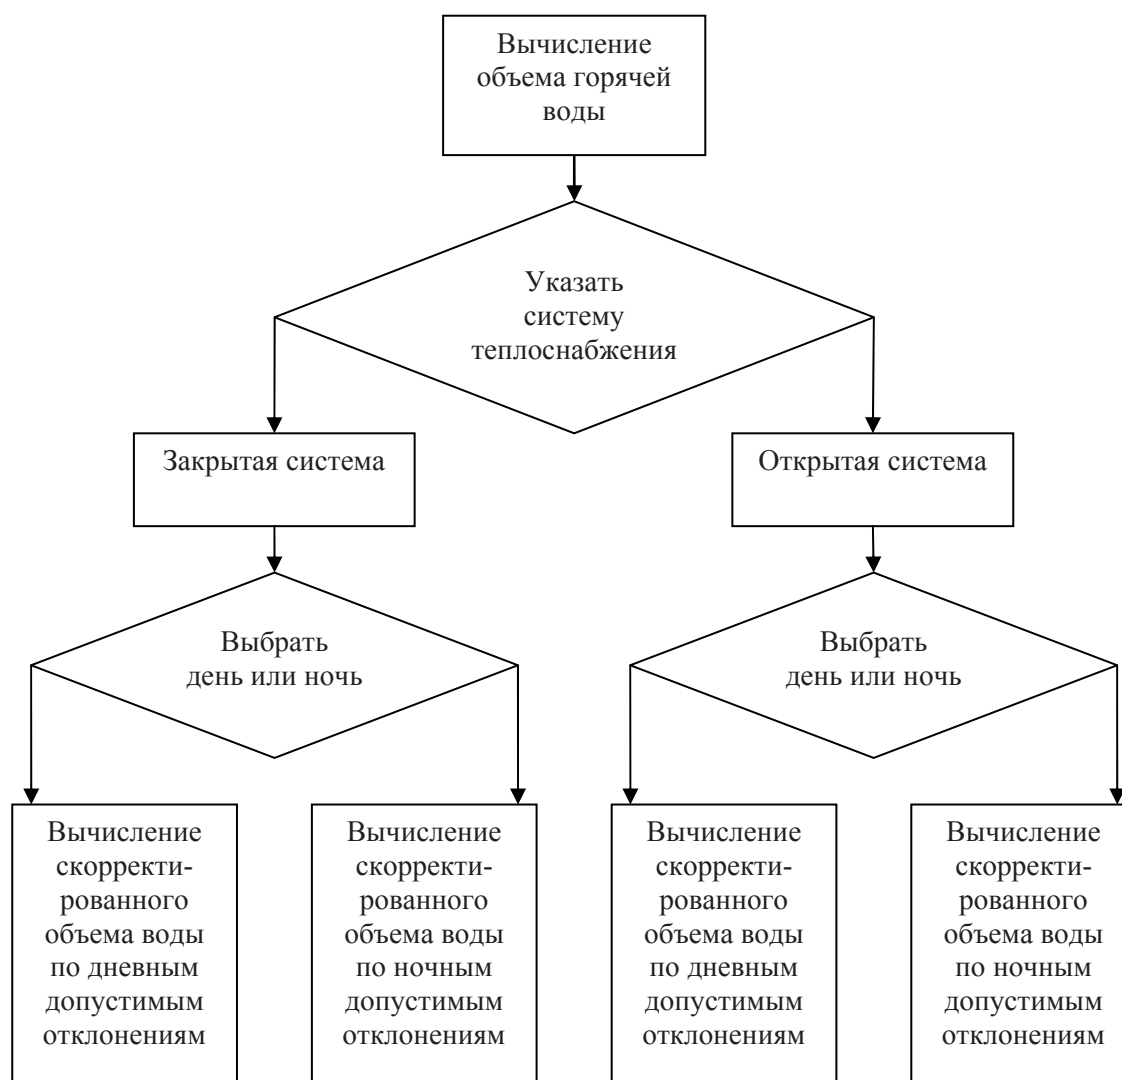 Вычисление
объема горячей
воды
Указать
систему
теплоснабжения
Закрытая система
Открытая система
Выбрать
день или ночь
Выбрать
день или ночь
Вычисление
скорректи-
рованного
объема воды
по дневным
допустимым
отклонениям
Вычисление
скорректи-
рованного
объема воды
по ночным
допустимым
отклонениям
Вычисление
скорректи-
рованного
объема воды
по дневным
допустимым
отклонениям
Вычисление
скорректи-
рованного
объема воды
по ночным
допустимым
отклонениям